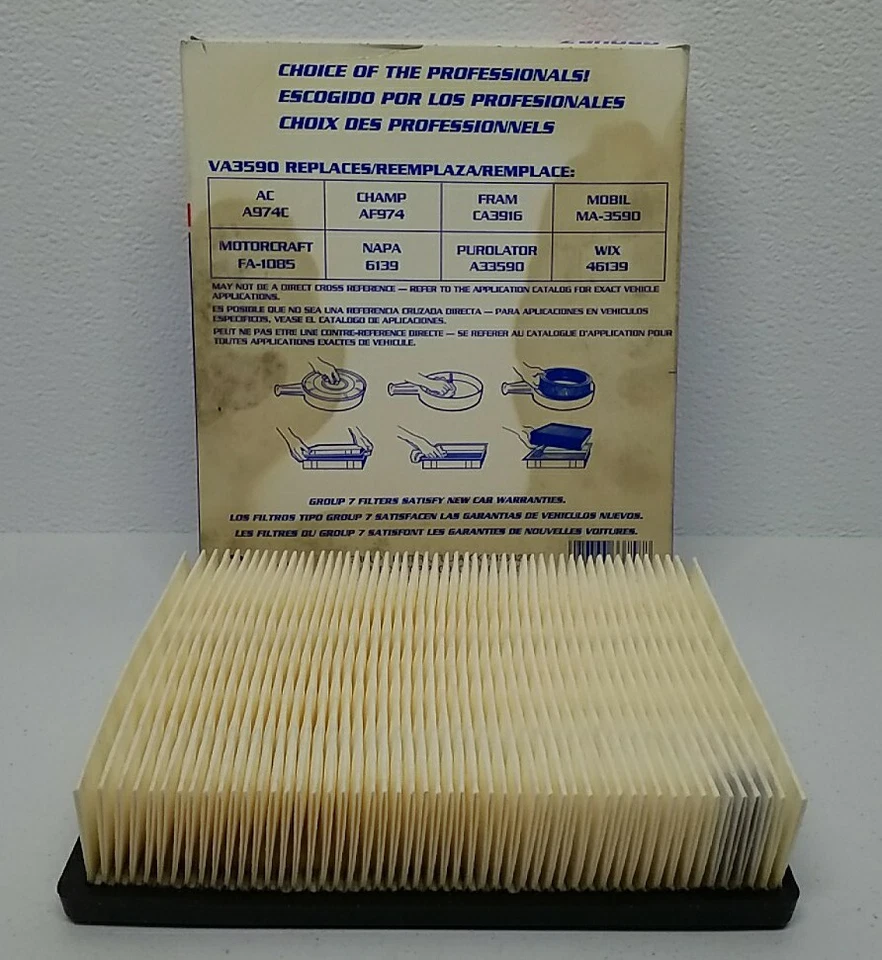 CHOICE OF THE PROFESSIONALS!
ESCOGIDO POR LOS PROFESIONALES
CHOIX DES PROFESSIONNELS
VA3590 REPLACES/REEMPLAZA/REMPLACE:
AC
A974C
CHAMP
AF974
FRAM
CA3916
MOBIL
MA-3590
MOTORCRAFT
FA-1085
NAPA
6139
PUROLATOR
A33590
WIX
46139
MAY NOT BE A DIRECT CROSS REFERENCE — REFER TO THE APPLICATION CATALOG FOR EXACT VEHICLE
APPLICATIONS.
ES POSIBLE QUE NO SEA UNA REFERENCIA CRUZADA DIRECTA — PARA APLICACIONES EN VEHICULOS
ESPECIFICOS, VEASE EL CATALOGO DE APLICACIONES.
PEUT NE PAS ETRE UNE CONTRE-REFERENCE DIRECTE — SE REFERER AU CATALOGUE D'APPLICATION POUR
TOUTES APPLICATIONS EXACTES DE VEHICULE.
GROUP 7 FILTERS SATISFY NEW CAR WARRANTIES.
LOS FILTROS TIPO GROUP 7 SATISFACEN LAS GARANTIAS DE VEHICULOS NUEVOS.
LES FILTRES DU GROUP 7 SATISFONT LES GARANTIES DE NOUVELLES VOITURES.